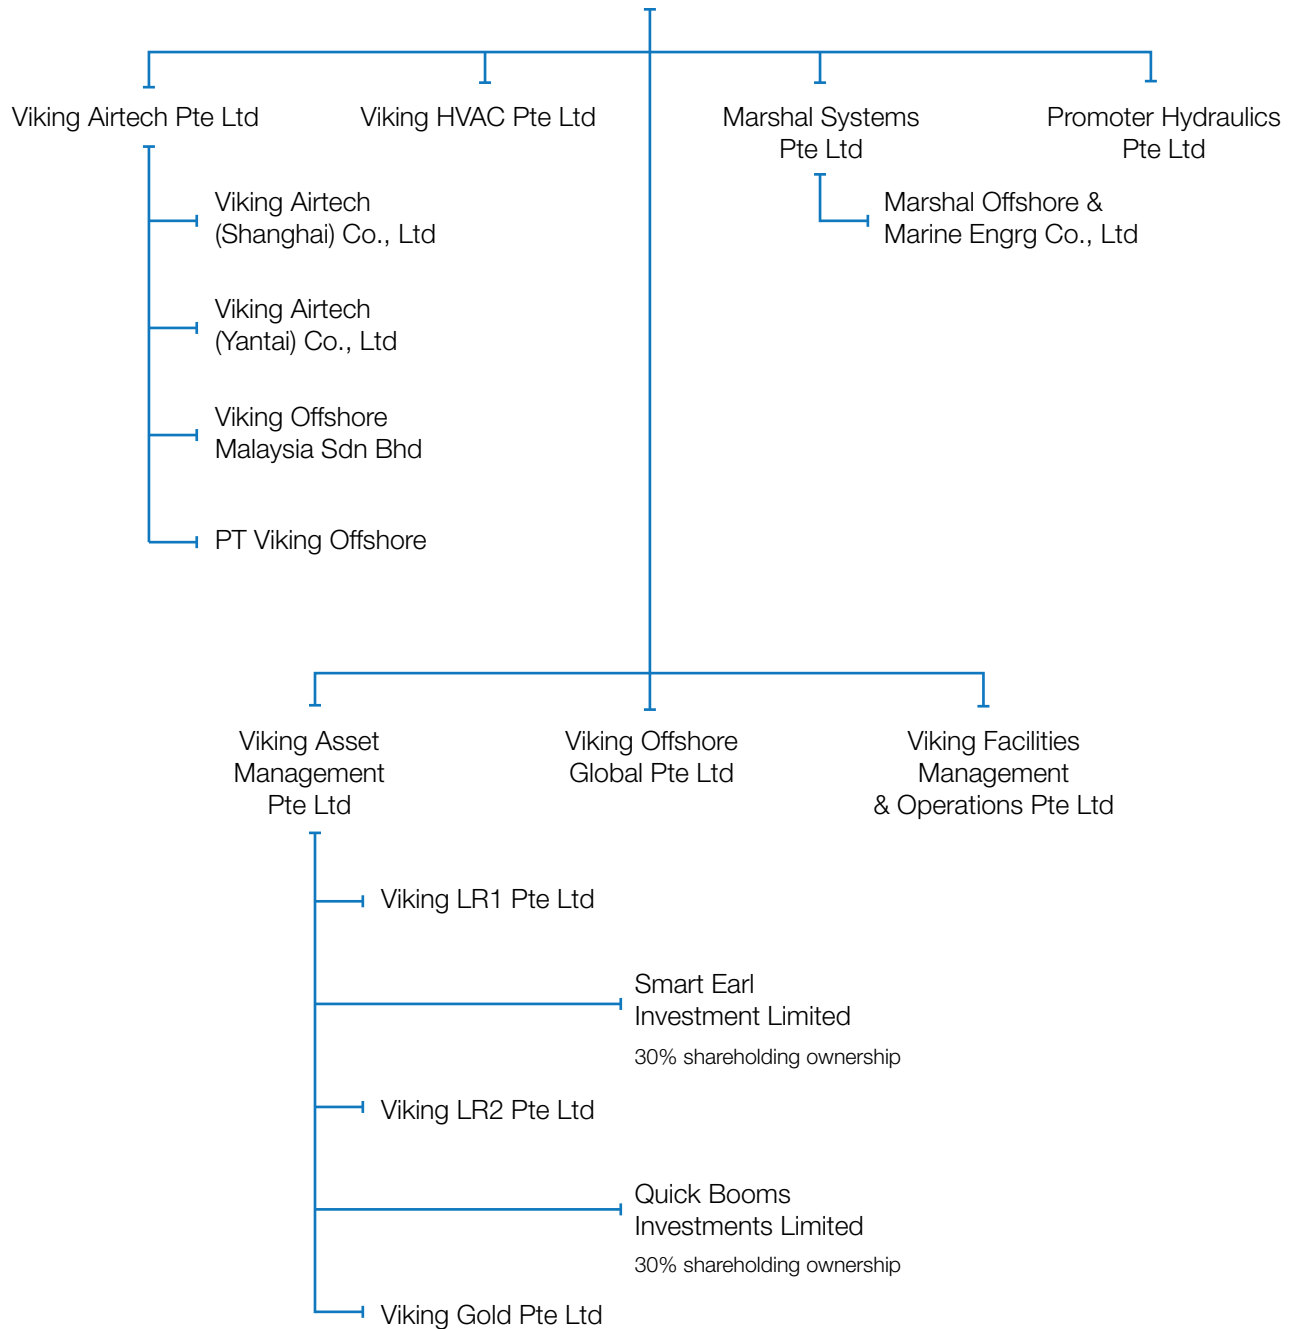 Viking Airtech Pte Ltd
Viking HVAC Pte Ltd
Marshal Systems
Pte Ltd
Promoter Hydraulics
Pte Ltd
Viking Airtech
(Shanghai) Co., Ltd
Marshal Offshore &
Marine Engrg Co., Ltd
Viking Airtech
(Yantai) Co., Ltd
Viking Offshore
Malaysia Sdn Bhd
PT Viking Offshore
Viking Asset
Management
Pte Ltd
Viking Offshore
Global Pte Ltd
Viking Facilities
Management
& Operations Pte Ltd
Viking LR1 Pte Ltd
Smart Earl
Investment Limited
30% shareholding ownership
Viking LR2 Pte Ltd
Quick Booms
Investments Limited
30% shareholding ownership
Viking Gold Pte Ltd